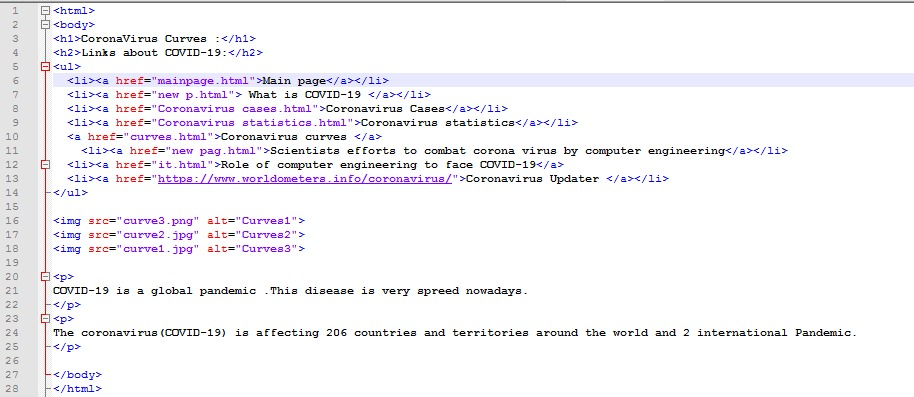 1 <html>
2 <body>
3 <h1>CoronaVirus Curves :</h1>
4 <h2>Links about COVID-19:</h2>
5 <ul>
6 <li><a href="mainpage.html">Main page</a></li>
7 <li><a href="new p.html"> What is COVID-19 </a></li>
8 <li><a href="Coronavirus cases.html">Coronavirus Cases</a></li>
9 <li><a href="Coronavirus statistics.html">Coronavirus statistics</a></li>
10 <a href="curves.html">Coronavirus curves </a>
11 <li><a href="new pag.html">Scientists efforts to combat corona virus by computer engineering</a></li>
12 <li><a href="it.html">Role of computer engineering to face COVID-19</a>
13 <li><a href="https://www.worldometers.info/coronavirus/">Coronavirus Updater </a></li>
14 </ul>
15
16 <img src="curve3.png" alt="Curves1">
17 <img src="curve2.jpg" alt="Curves2">
18 <img src="curve1.jpg" alt="Curves3">
19
20 <p>
21 COVID-19 is a global pandemic .This disease is very spreed nowadays.
22 </p>
23 <p>
24 The coronavirus(COVID-19) is affecting 206 countries and territories around the world and 2 international Pandemic.
25 </p>
26
27 </body>
28 </html>